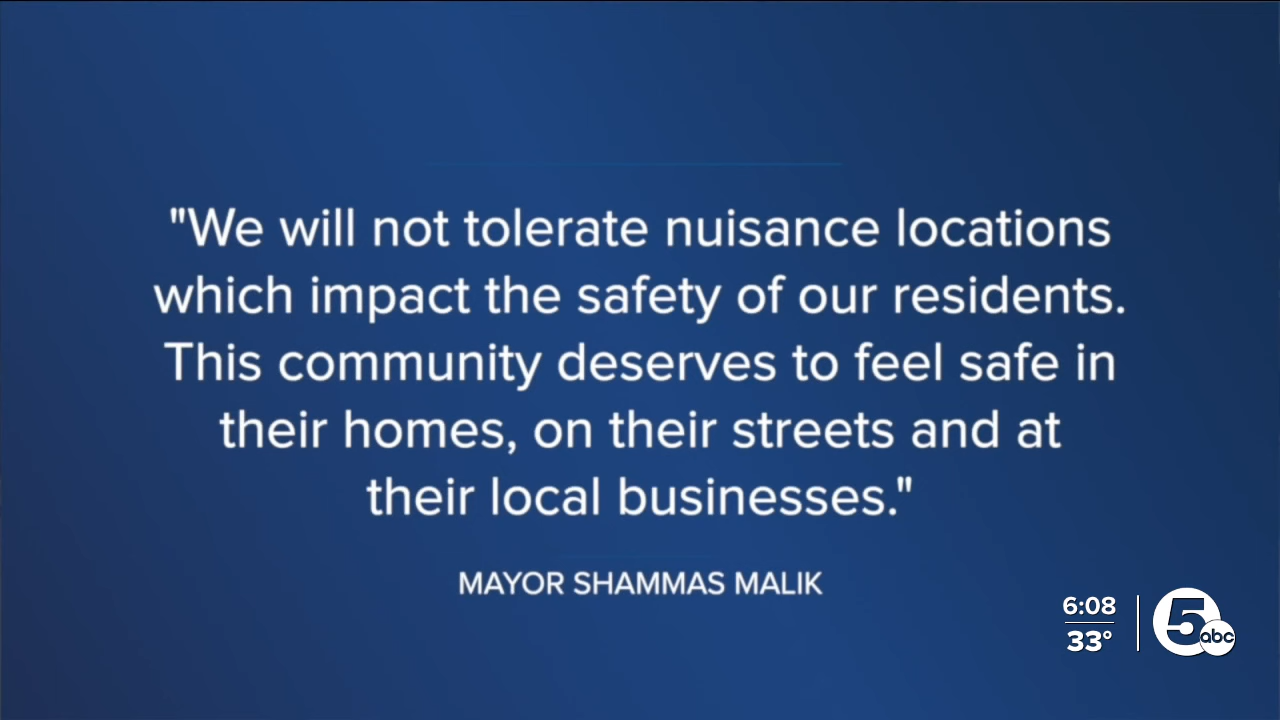 "We will not tolerate nuisance locations
which impact the safety of our residents.
This community deserves to feel safe in
their homes, on their streets and at
their local businesses."
MAYOR SHAMMAS MALIK
6:08
33°
5
abc